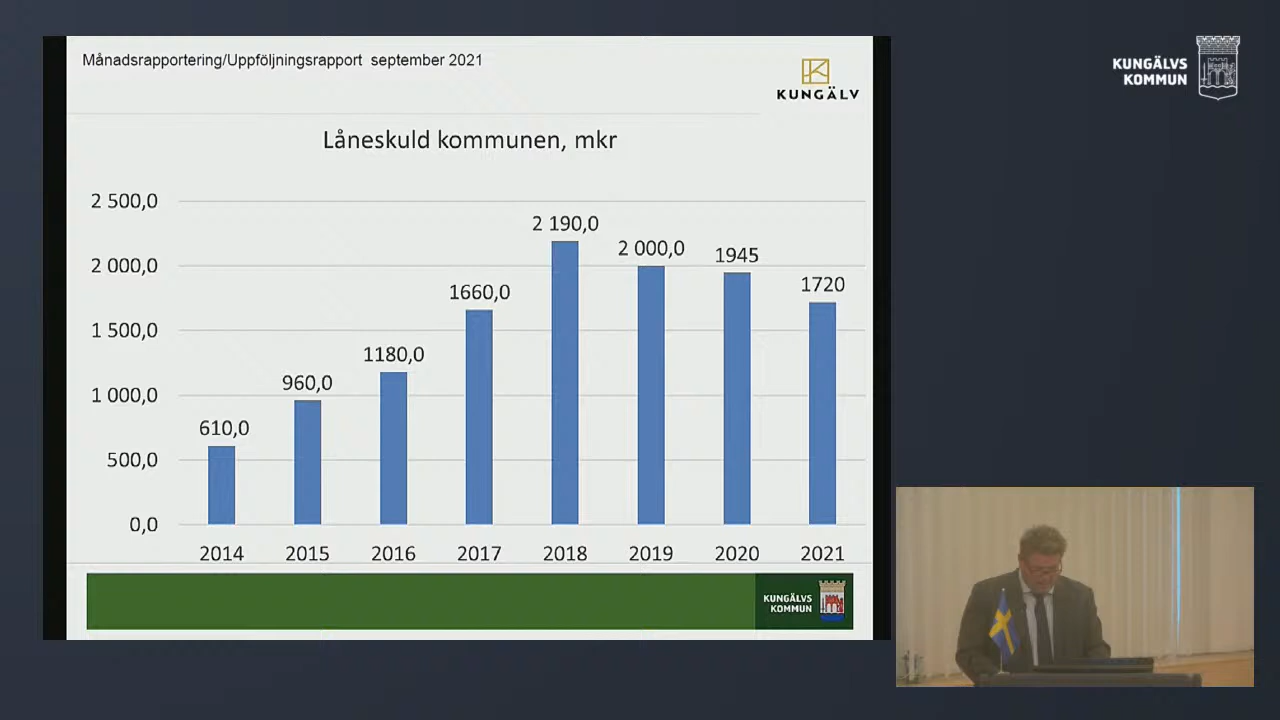 Månadsrapportering/Uppföljningsrapport september 2021
KUNGÄLV
KUNGÄLVS
KOMMUN
Låneskuld kommunen, mkr
2 500,0
2 000,0
1 500,0
1 000,0
500,0
0,0
610,0
960,0
1180,0
1660,0
2 190,0
2 000,0
1945
1720
2014 2015 2016 2017 2018 2019 2020 2021
KUNGÄLVS
KOMMUN